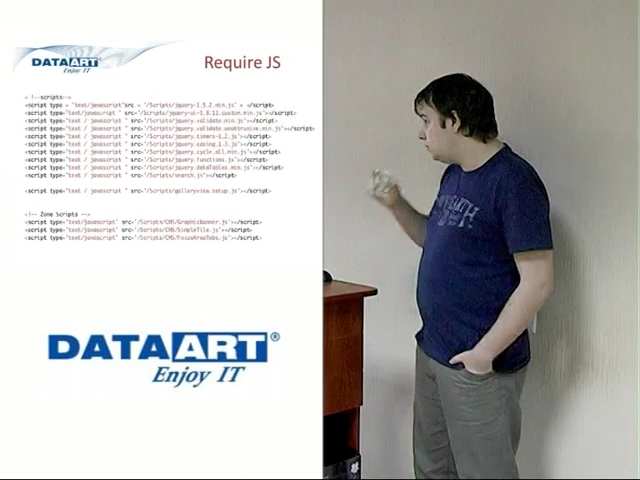 DATAART
Enjoy IT
Require JS
< !--scripts-->
<script type = "text/javascript"src = '/Scripts/jquery-1.5.2.min.js' > </script>
<script type="text/javascript " src='/Scripts/jquery-ui-1.8.11.custom.min.js'></script>
<script type="text / javascript " src='/Scripts/jquery.validate.min.js'></script>
<script type="text / javascript " src='/Scripts/jquery.validate.unobtrusive.min.js'></script>
<script type="text / javascript " src='/Scripts/jquery.timers-1.2.js'></script>
<script type="text / javascript " src='/Scripts/jquery.easing.1.3.js'></script>
<script type="text / javascript " src='/Scripts/jquery.cycle.all.min.js'></script>
<script type="text / javascript " src='/Scripts/jquery.functions.js'></script>
<script type="text / javascript " src='/Scripts/jquery.dataTables.min.js'></script>
<script type="text / javascript " src='/Scripts/search.js'></script>
<script type="text / javascript " src='/Scripts/galleryview.setup.js'></script>
<!-- Zone Scripts -->
<script type="text/javascript" src='/Scripts/CMS/GraphicBanner.js'></script>
<script type="text/javascript" src='/Scripts/CMS/SimpleTile.js'></script>
<script type="text/javascript" src='/Scripts/CMS/FocusAreaTabs.js'></script>
DATAART®
Enjoy IT